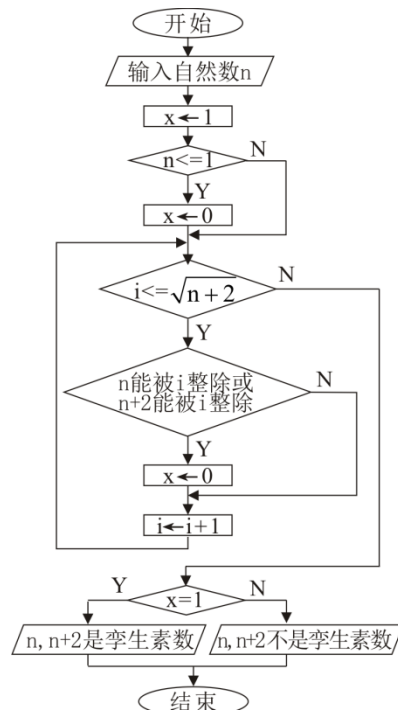 开始
输入自然数n
x←1
n<=1
N
Y
x←0
i<=√n+2
N
Y
n能被i整除或
n+2能被i整除
N
Y
x←0
i←i+1
Y
x=1
N
n,n+2是孪生素数
n,n+2不是孪生素数
结束